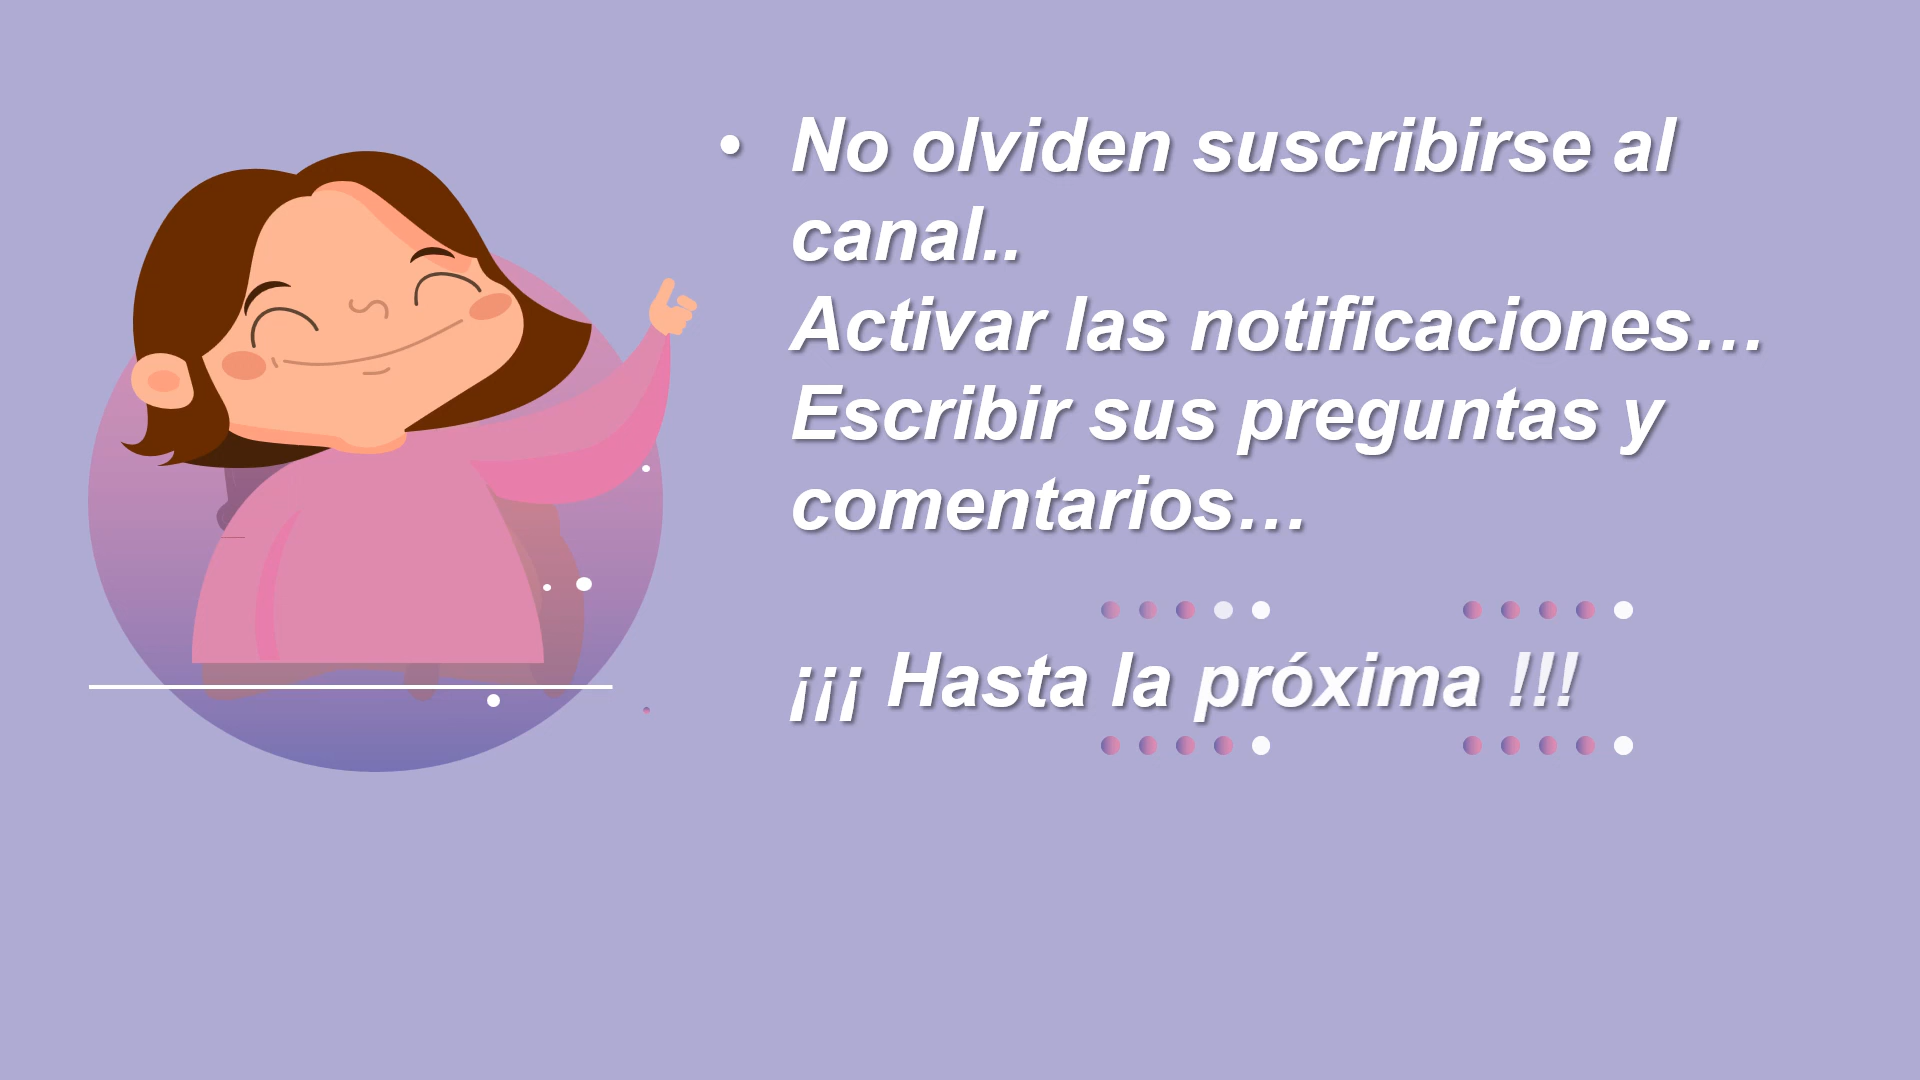 • No olviden suscribirse al
canal..
Activar las notificaciones…
Escribir sus preguntas y
comentarios…
¡¡¡ Hasta la próxima !!!